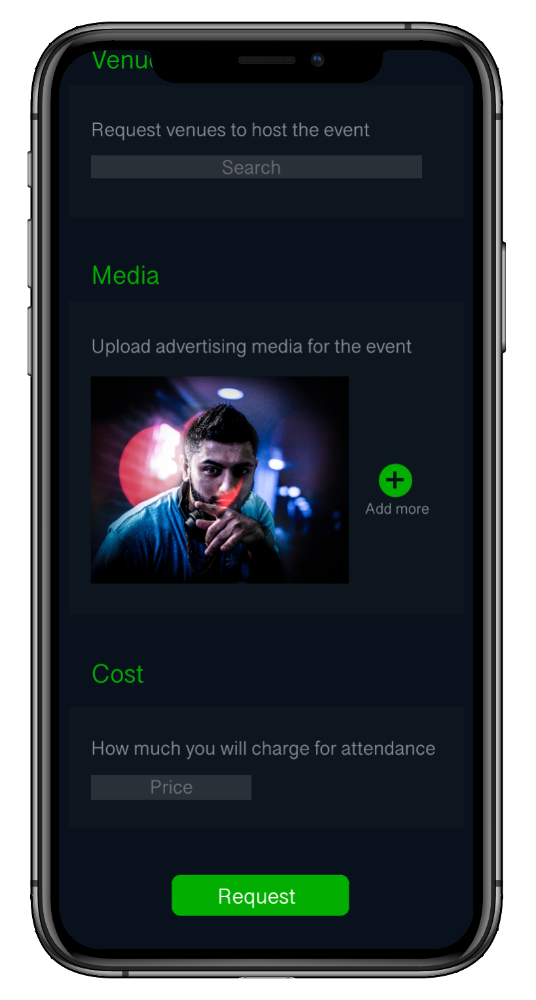 Venu
Request venues to host the event
Search
Media
Upload advertising media for the event
Add more
Cost
How much you will charge for attendance
Price
Request